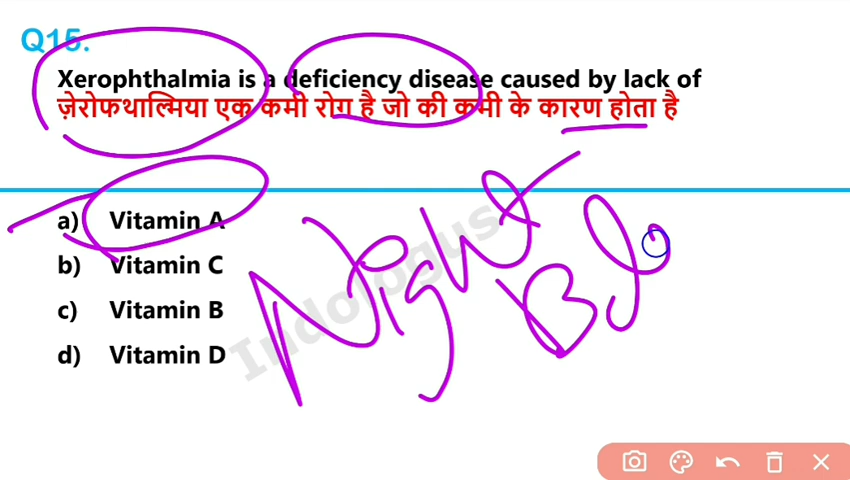 Q15.
Xerophthalmia is a deficiency disease caused by lack of
ज़ेरोफथाल्मिया एक कमी रोग है जो की कमी के कारण होता है
a) Vitamin A
b) Vitamin C
c) Vitamin B
d) Vitamin D
Night
Indologus